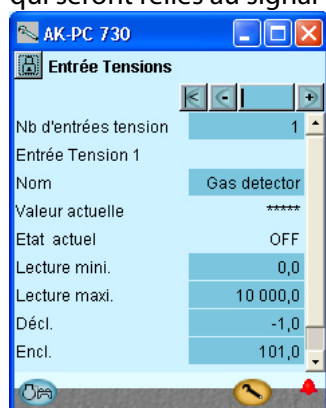 qui seront reliés au signal
AK-PC 730
Entrée Tensions
Nb d'entrées tension 1
Entrée Tension 1
Nom Gas detector
Valeur actuelle *****
Etat actuel OFF
Lecture mini. 0,0
Lecture maxi. 10 000,0
Décl. -1,0
Encl. 101,0